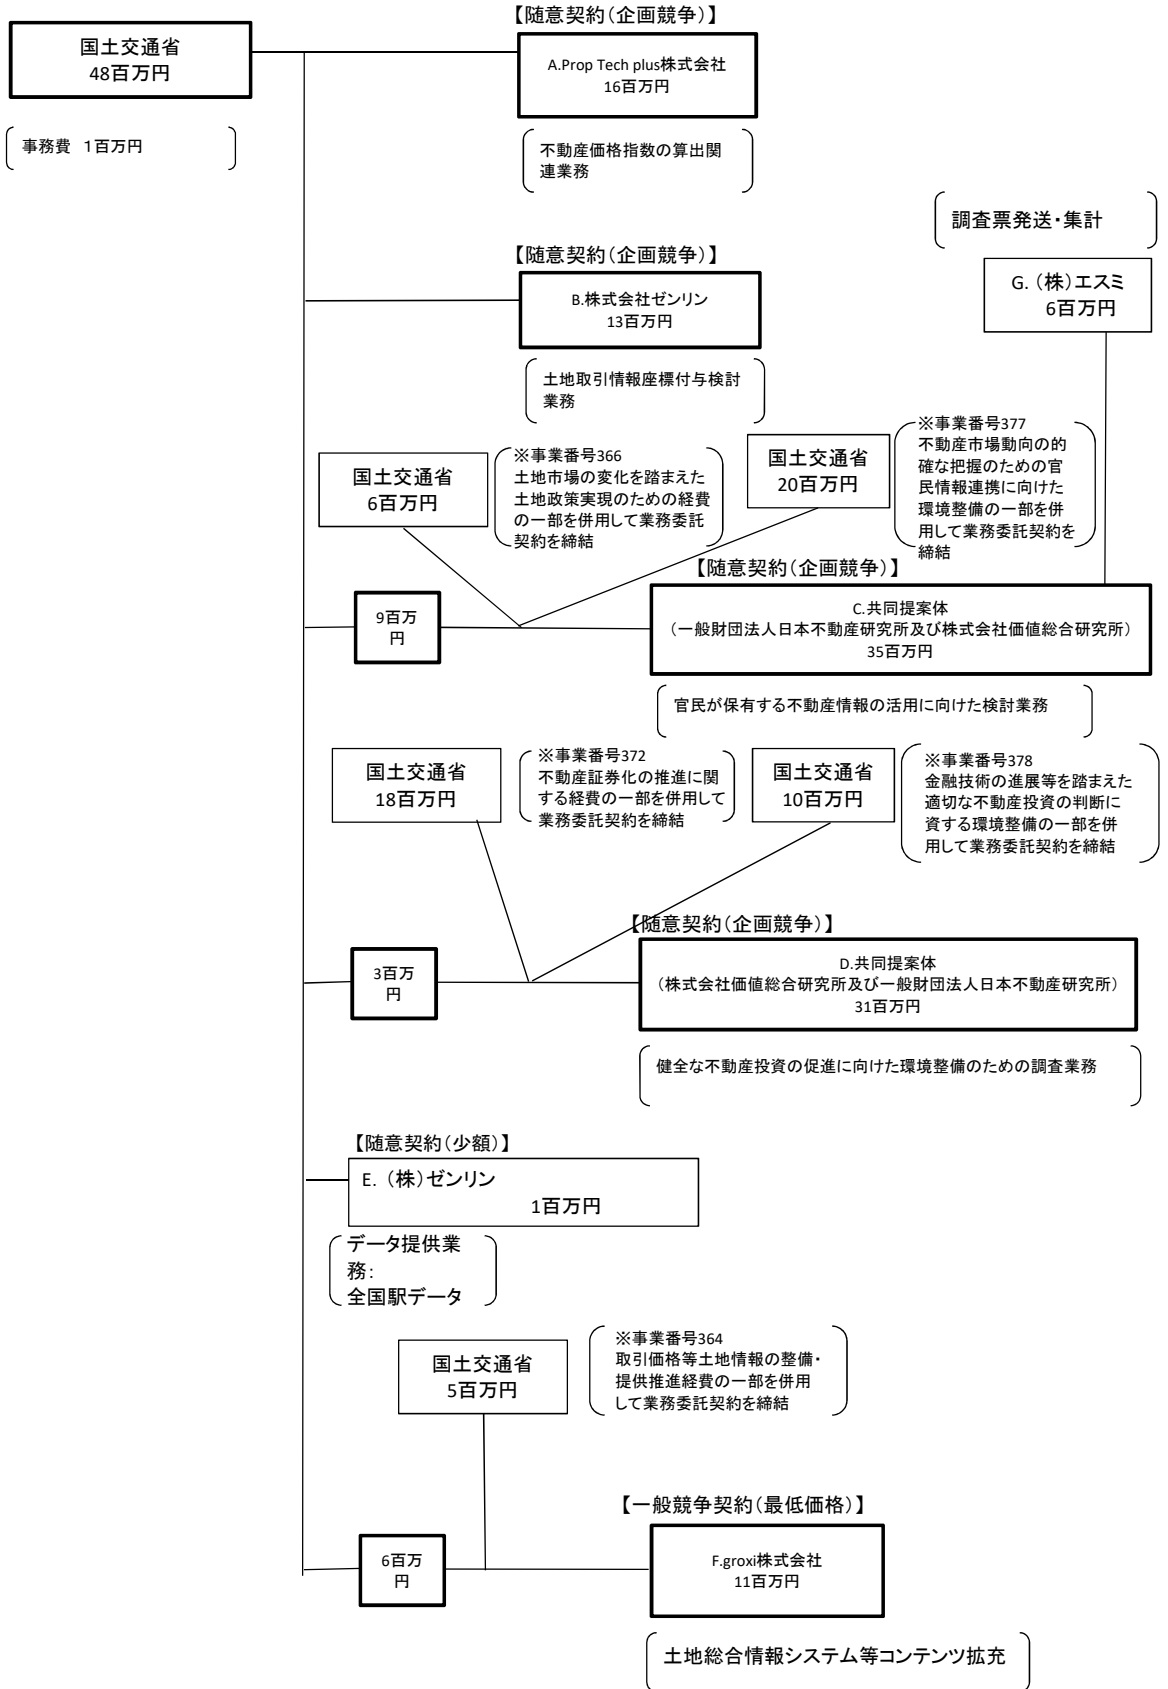 【随意契約(企画競争)】
国土交通省
48百万円
A.Prop Tech plus株式会社
16百万円
事務費 1百万円
不動産価格指数の算出関
連業務
調査票発送・集計
【随意契約(企画競争)】
B.株式会社ゼンリン
13百万円
G. (株)エスミ
6百万円
土地取引情報座標付与検討
業務
国土交通省
6百万円
※事業番号366
土地市場の変化を踏まえた
土地政策実現のための経費
の一部を併用して業務委託
契約を締結
国土交通省
20百万円
※事業番号377
不動産市場動向の的
確な把握のための官
民情報連携に向けた
環境整備の一部を併
用して業務委託契約を
締結
【随意契約(企画競争)】
9百万
円
C.共同提案体
(一般財団法人日本不動産研究所及び株式会社価値総合研究所)
35百万円
官民が保有する不動産情報の活用に向けた検討業務
国土交通省
18百万円
※事業番号372
不動産証券化の推進に関
する経費の一部を併用して
業務委託契約を締結
国土交通省
10百万円
※事業番号378
金融技術の進展等を踏まえた
適切な不動産投資の判断に
資する環境整備の一部を併
用して業務委託契約を締結
【随意契約(企画競争)】
3百万
円
D.共同提案体
(株式会社価値総合研究所及び一般財団法人日本不動産研究所)
31百万円
健全な不動産投資の促進に向けた環境整備のための調査業務
【随意契約(少額)】
E. (株)ゼンリン
1百万円
データ提供業
務:
全国駅データ
国土交通省
5百万円
※事業番号364
取引価格等土地情報の整備・
提供推進経費の一部を併用
して業務委託契約を締結
【一般競争契約(最低価格)】
6百万
円
F.groxi株式会社
11百万円
土地総合情報システム等コンテンツ拡充